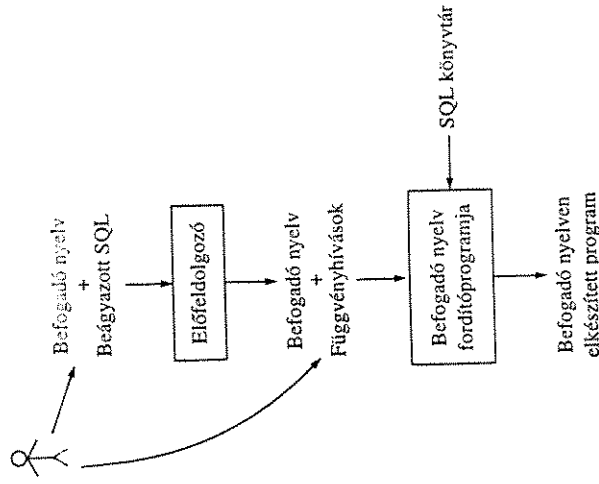 Befogadó nyelv
+
Beágyazott SQL
Előfeldolgozó
Befogadó nyelv
+
Függvényhívások
Befogadó nyelv
fordítóprogramja
SQL könyvtár
Befogadó nyelven
elkészített program